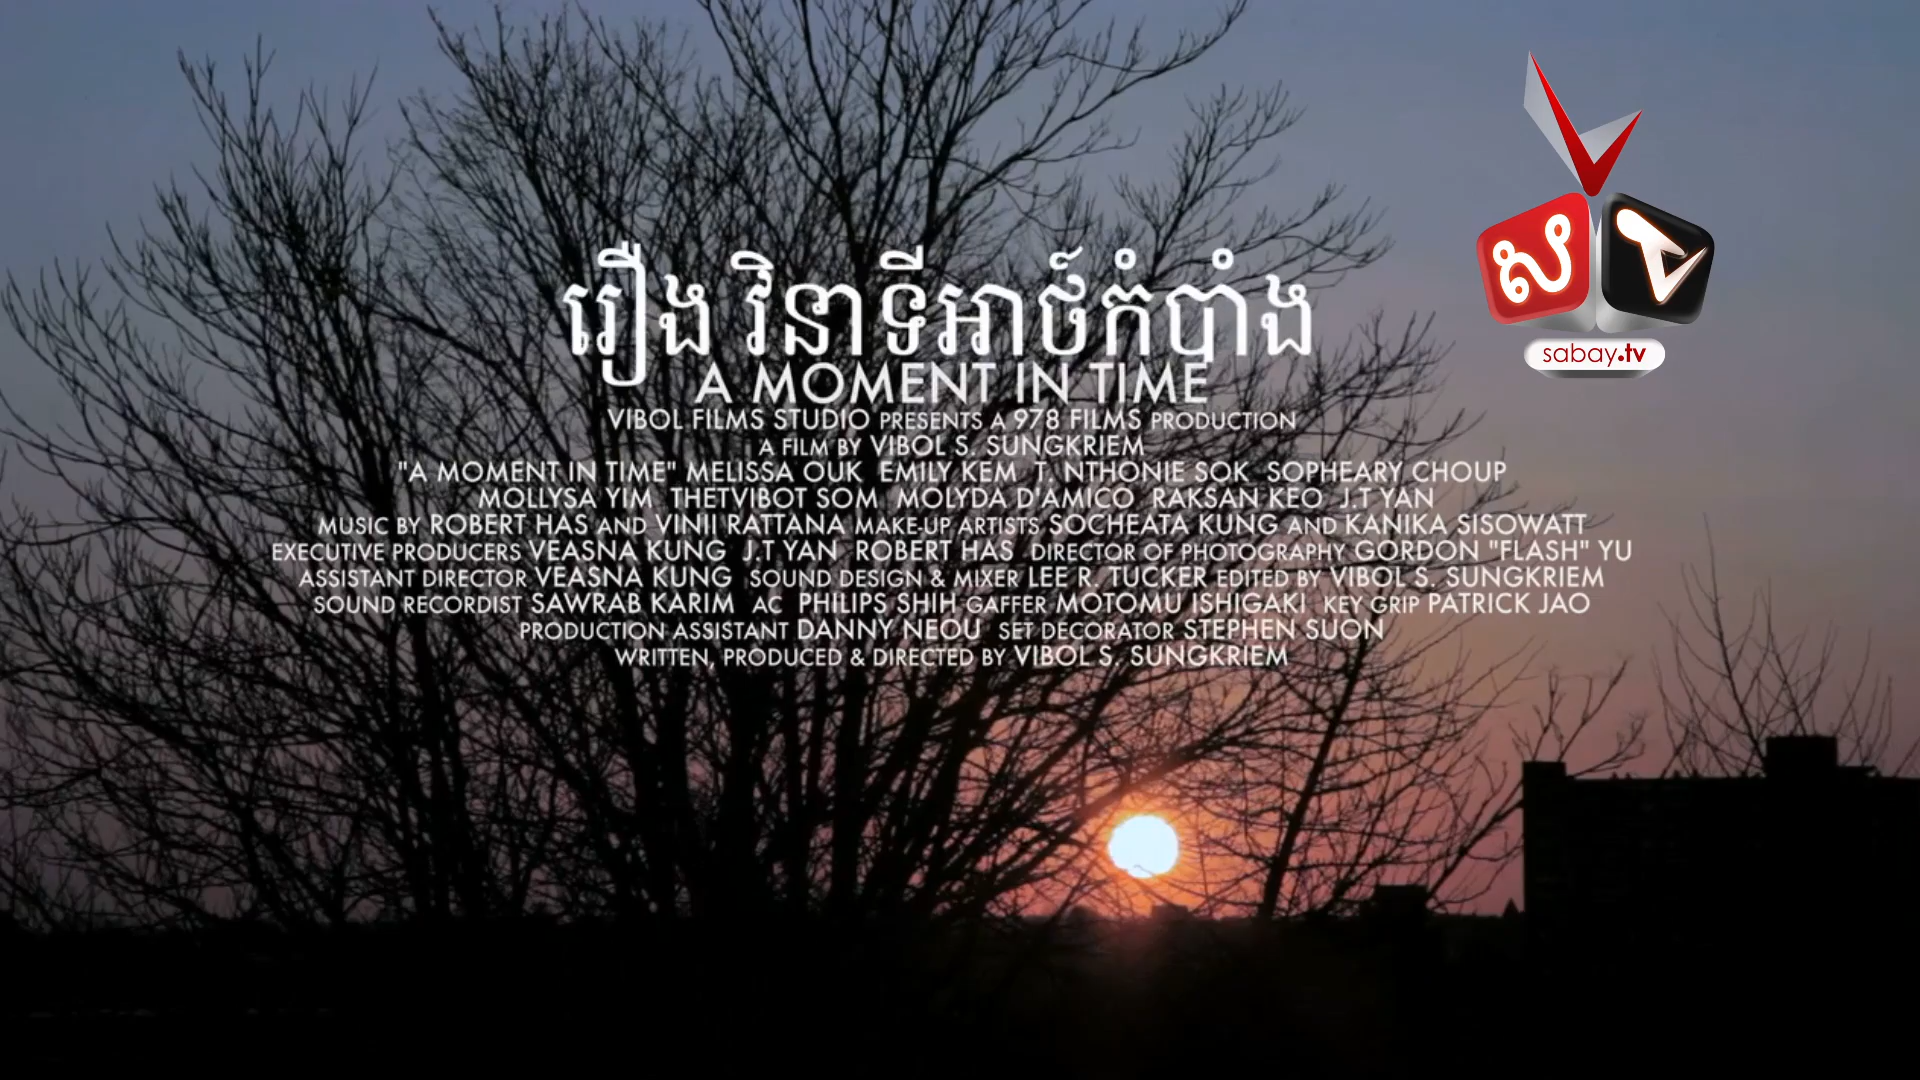 រឿង វិនាទីអាថ៌កំបាំង
A MOMENT IN TIME
VIBOL FILMS STUDIO PRESENTS A 978 FILMS PRODUCTION
A FILM BY VIBOL S. SUNGKRIEM
"A MOMENT IN TIME" MELISSA OUK EMILY KEM T. NTHONIE SOK SOPHEARY CHOUP
MOLLYSA YIM THETVIBOT SOM MOLYDA D'AMICO RAKSAN KEO J.T YAN
MUSIC BY ROBERT HAS AND VINII RATTANA MAKE-UP ARTISTS SOCHEATA KUNG AND KANIKA SISOWATT
EXECUTIVE PRODUCERS VEASNA KUNG J.T YAN ROBERT HAS DIRECTOR OF PHOTOGRAPHY GORDON "FLASH" YU
ASSISTANT DIRECTOR VEASNA KUNG SOUND DESIGN & MIXER LEE R. TUCKER EDITED BY VIBOL S. SUNGKRIEM
SOUND RECORDIST SAWRAB KARIM AC PHILIPS SHIH GAFFER MOTOMU ISHIGAKI KEY GRIP PATRICK JAO
PRODUCTION ASSISTANT DANNY NEOU SET DECORATOR STEPHEN SUON
WRITTEN, PRODUCED & DIRECTED BY VIBOL S. SUNGKRIEM
ស
sabay.tv